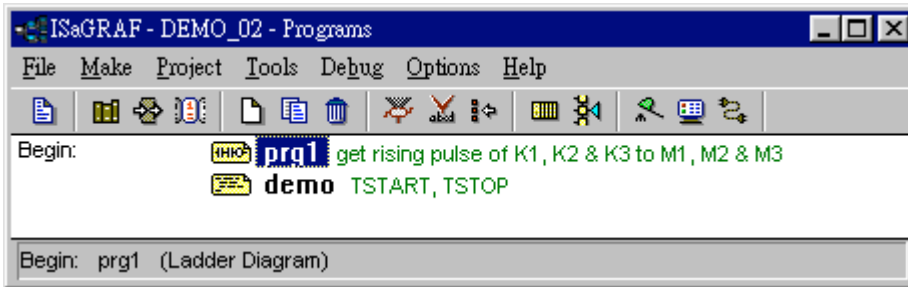 ISaGRAF - DEMO_02 - Programs
File Make Project Tools Debug Options Help
Begin: prg1 get rising pulse of K1, K2 & K3 to M1, M2 & M3
demo TSTART, TSTOP
Begin: prg1 (Ladder Diagram)